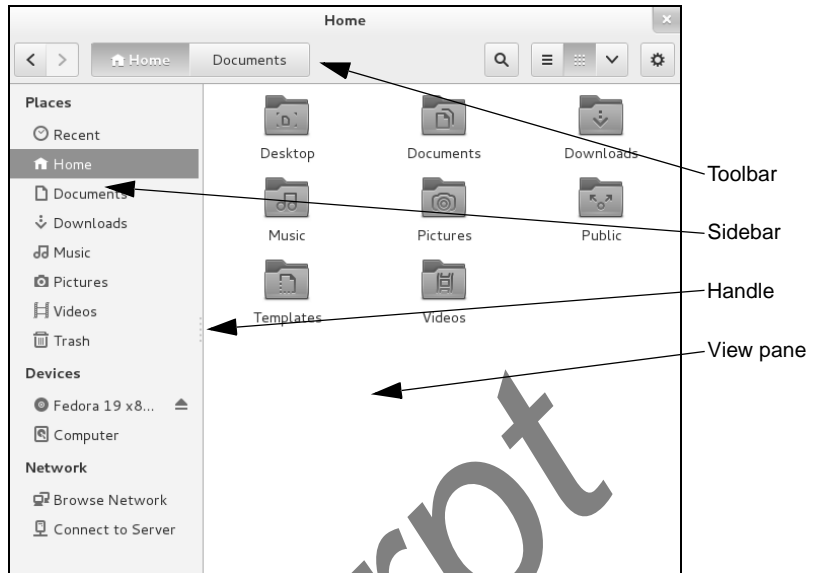 Home
Home Documents
Places
Recent
Home
Documents
Downloads
Music
Pictures
Videos
Trash
Devices
Fedora 19 x8...
Computer
Network
Browse Network
Connect to Server
Desktop Documents Downloads
Music Pictures Public
Templates Videos
Toolbar
Sidebar
Handle
View pane